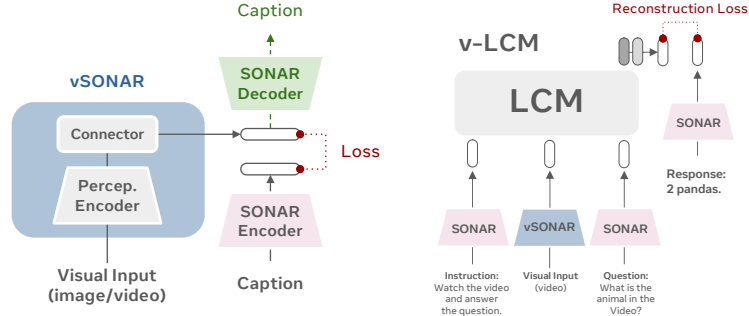 Caption
vSONAR
SONAR
Decoder
Connector
Loss
Percep.
Encoder
SONAR
Encoder
Visual Input
(image/video)
Caption
Reconstruction Loss
v-LCM
LCM
SONAR
Response:
2 pandas.
SONAR
vSONAR
SONAR
Instruction:
Watch the video
and answer
the question.
Visual Input
(video)
Question:
What is the
animal in the
Video?